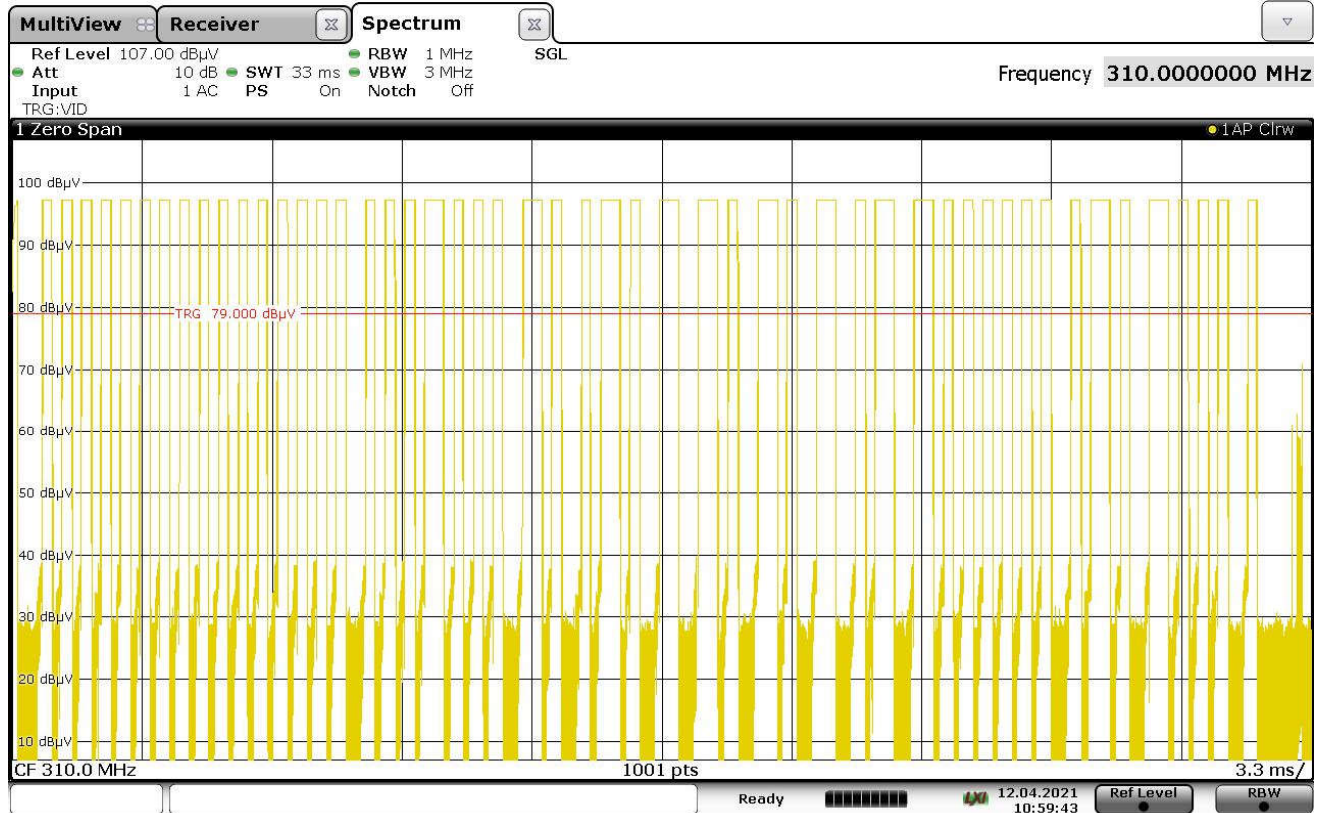 MultiView Receiver Spectrum
Ref Level 107.00 dBµV RBW 1 MHz SGL
Att 10 dB SWT 33 ms VBW 3 MHz
Input 1 AC PS On Notch Off
TRG:VID
Frequency 310.0000000 MHz
1 Zero Span 1AP Clrw
100 dBµV
90 dBµV
80 dBµV
TRG 79.000 dBµV
70 dBµV
60 dBµV
50 dBµV
40 dBµV
30 dBµV
20 dBµV
10 dBµV
CF 310.0 MHz 1001 pts 3.3 ms/
Ready LXI 12.04.2021 Ref Level RBW
10:59:43